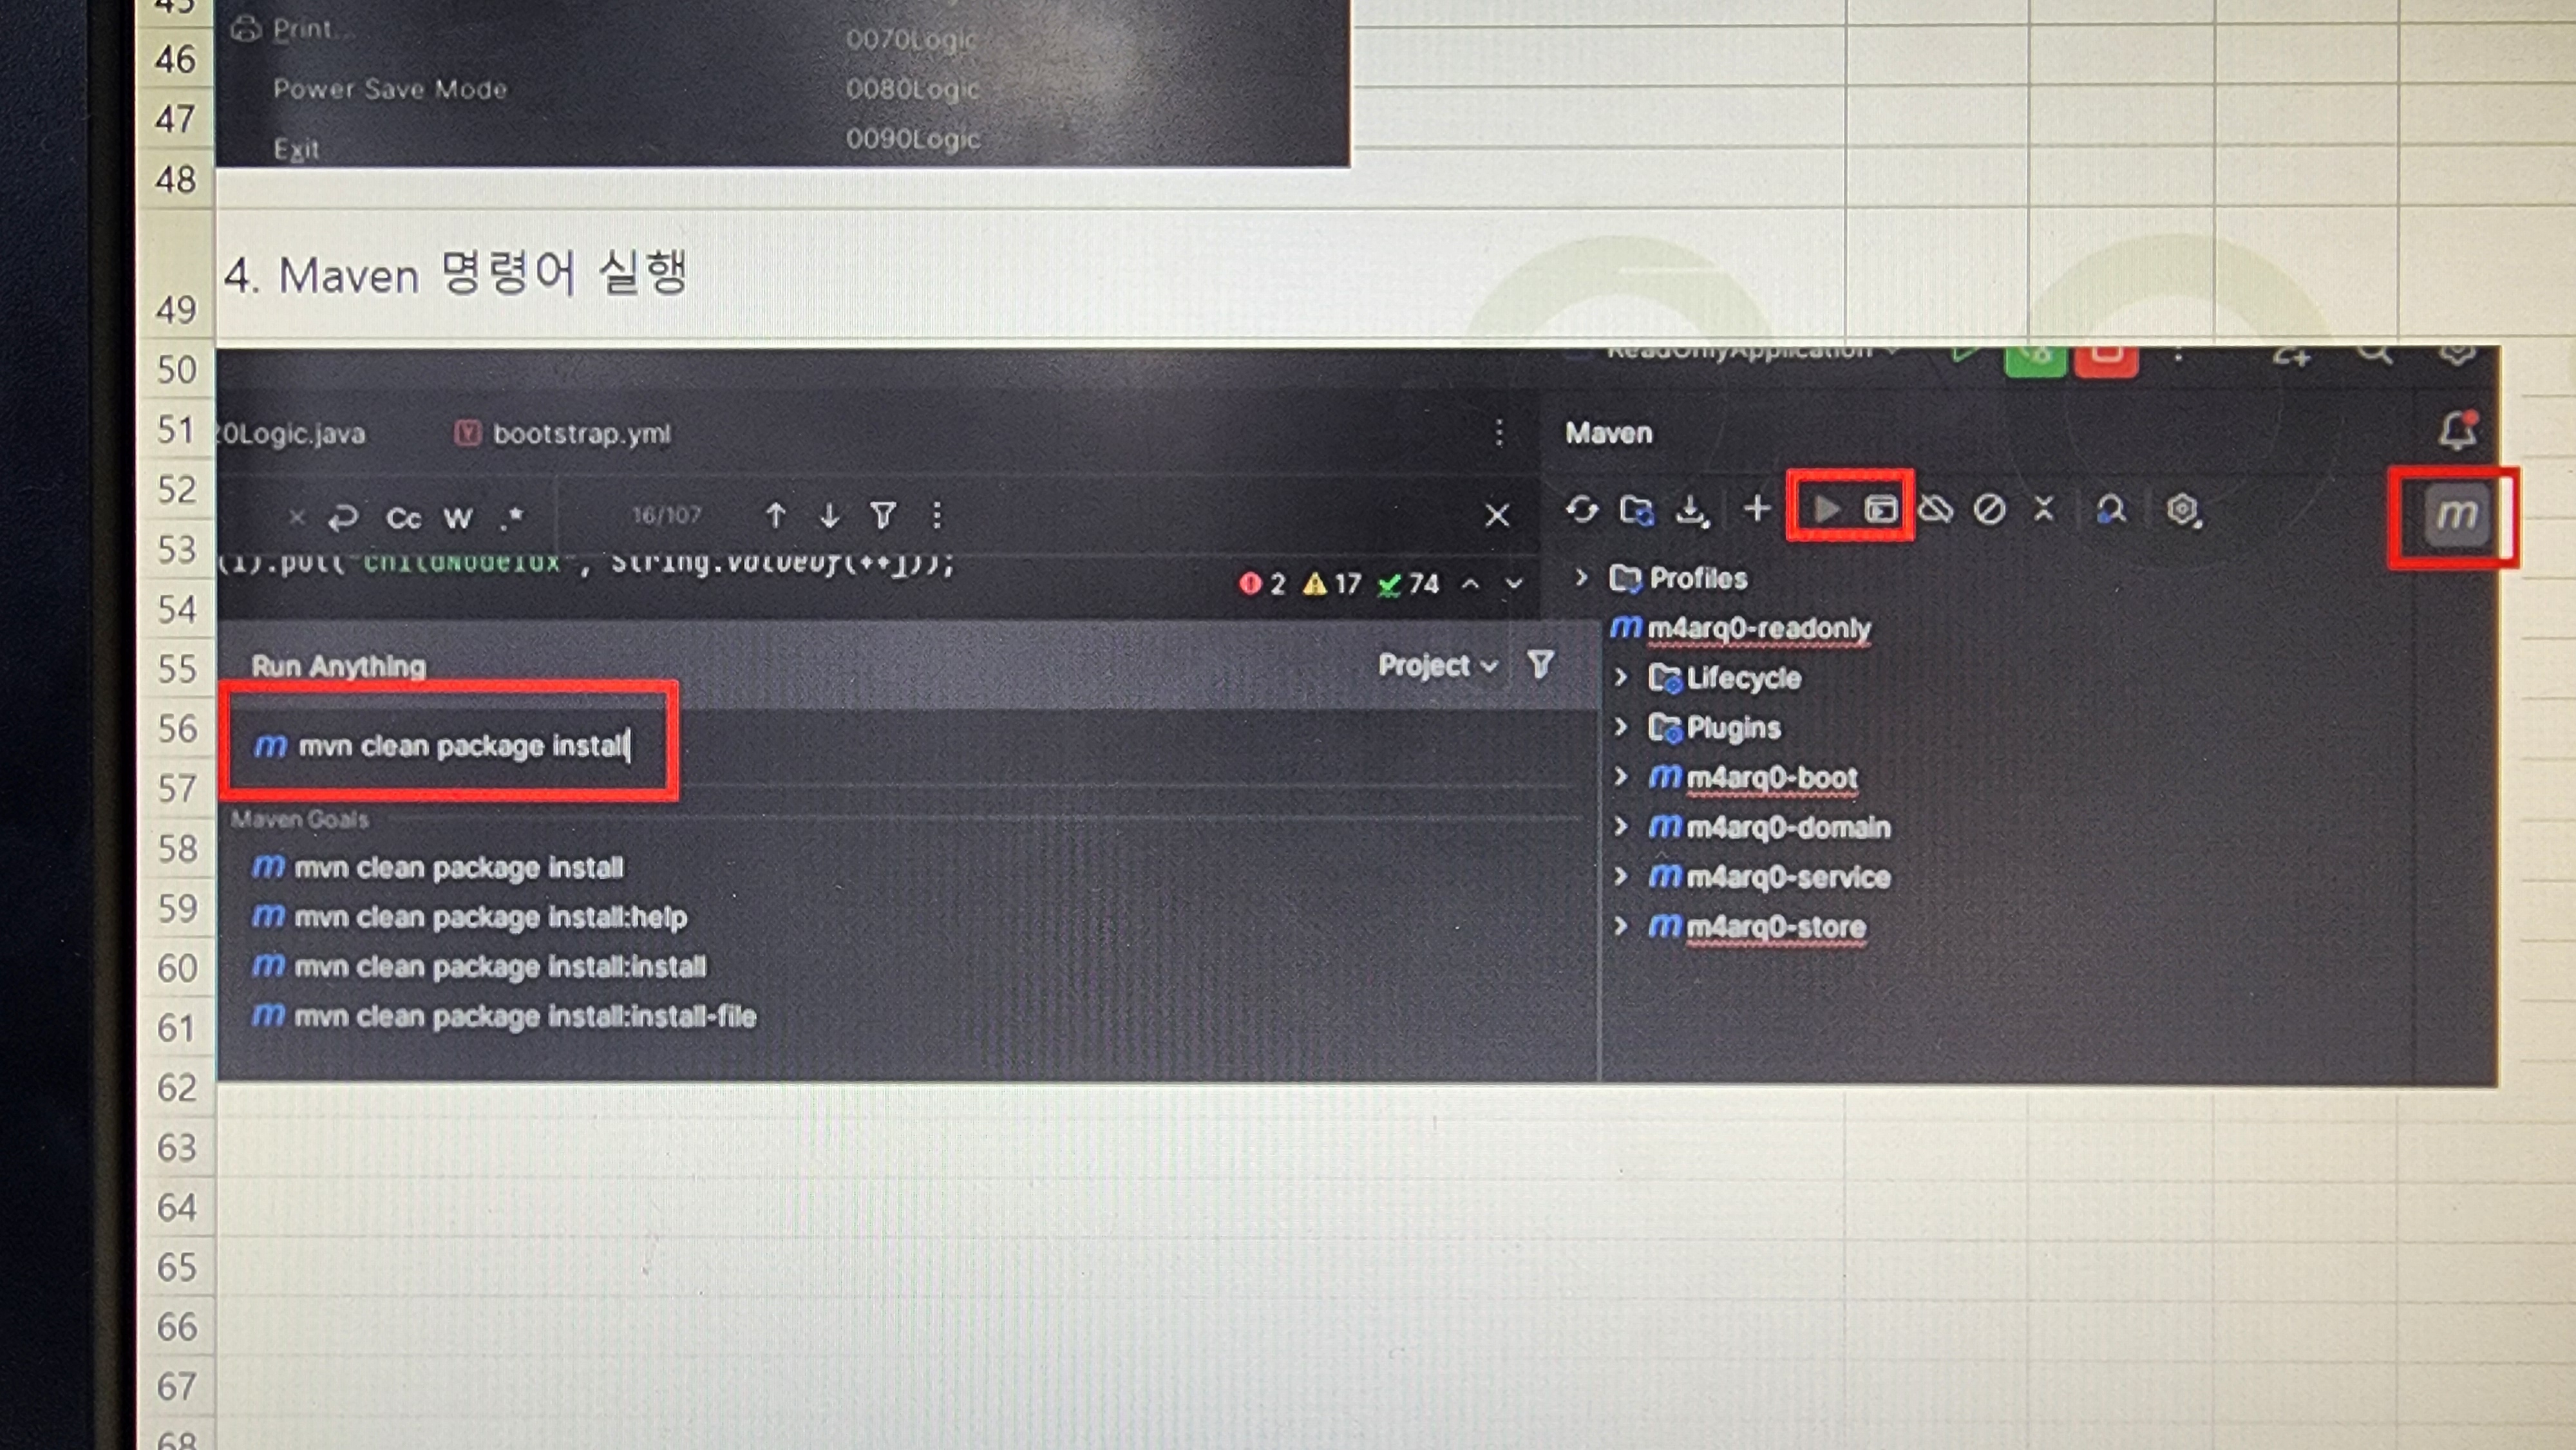 45
Print...
0070Logic
46
Power Save Mode
0080Logic
47
0090Logic
Exit
48
4. Maven 명령어 실행
49
50
ReadOnlyApplication
51
0Logic.java
bootstrap.yml
Maven
52
Cc W .*
16/107
m
53
(i).put("childNodeIdx", String.valueOf(++j));
2 17 74
Profiles
54
m m4arq0-readonly
55
Run Anything
Project
Lifecycle
56
m mvn clean package install
Plugins
57
m m4arq0-boot
Maven Goals
m m4arq0-domain
58
m mvn clean package install
m m4arq0-service
59
m mvn clean package install:help
m m4arq0-store
60
m mvn clean package install:install
61
m mvn clean package install:install-file
62
63
64
65
66
67
68